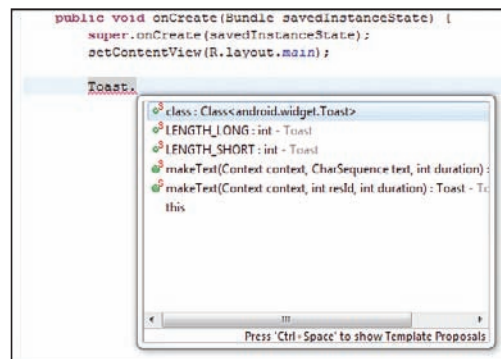 public void onCreate(Bundle savedInstanceState) {
super.onCreate(savedInstanceState);
setContentView(R.layout.main);
Toast.
class : Class<android.widget.Toast>
LENGTH_LONG : int - Toast
LENGTH_SHORT : int - Toast
makeText(Context context, CharSequence text, int duration) :
makeText(Context context, int resId, int duration) : Toast - To
this
Press 'Ctrl+Space' to show Template Proposals